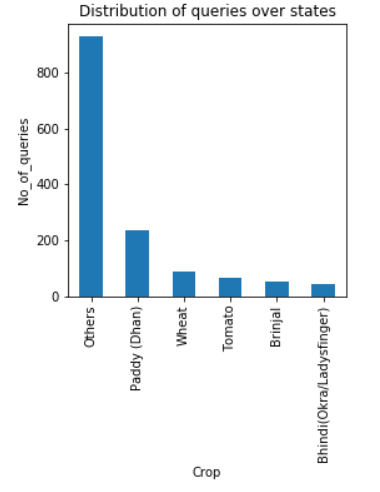 Distribution of queries over states
No_of_queries
800
600
400
200
0
Others
Paddy (Dhan)
Wheat
Tomato
Brinjal
Bhindi(Okra/Ladysfinger)
Crop